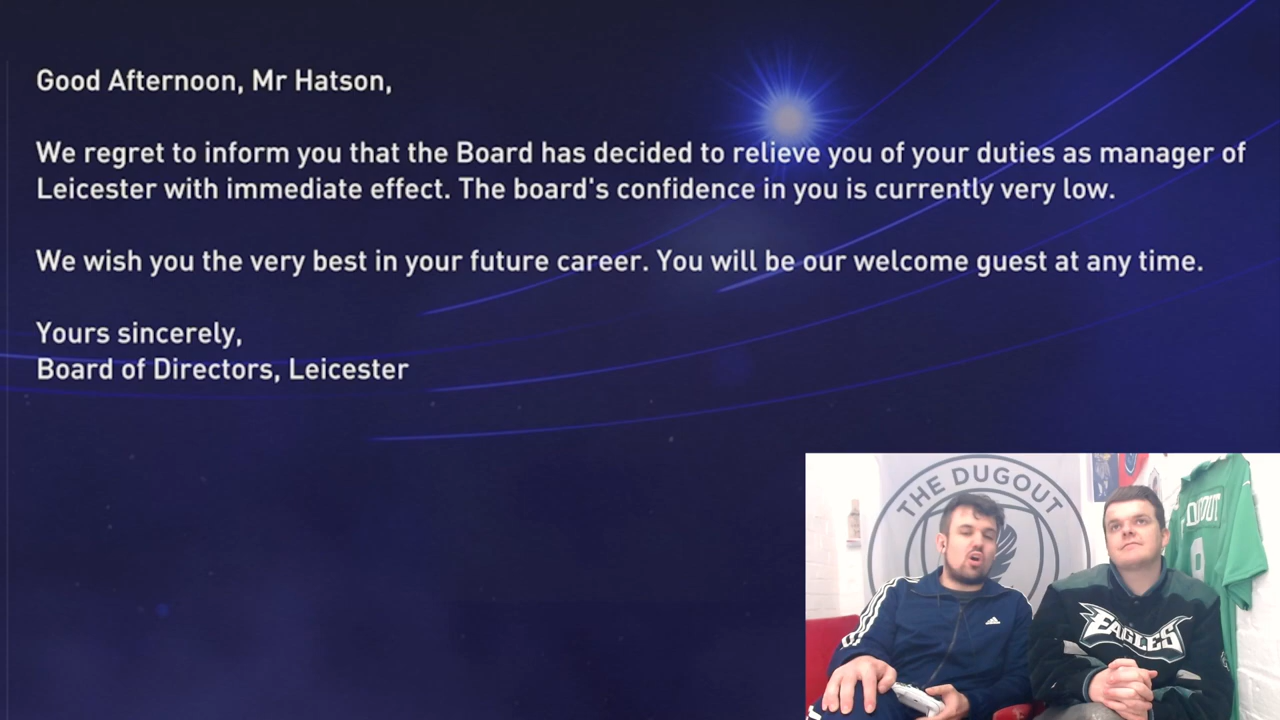 Good Afternoon, Mr Hatson,
We regret to inform you that the Board has decided to relieve you of your duties as manager of
Leicester with immediate effect. The board's confidence in you is currently very low.
We wish you the very best in your future career. You will be our welcome guest at any time.
Yours sincerely,
Board of Directors, Leicester
THE DUGOUT
EAGLES